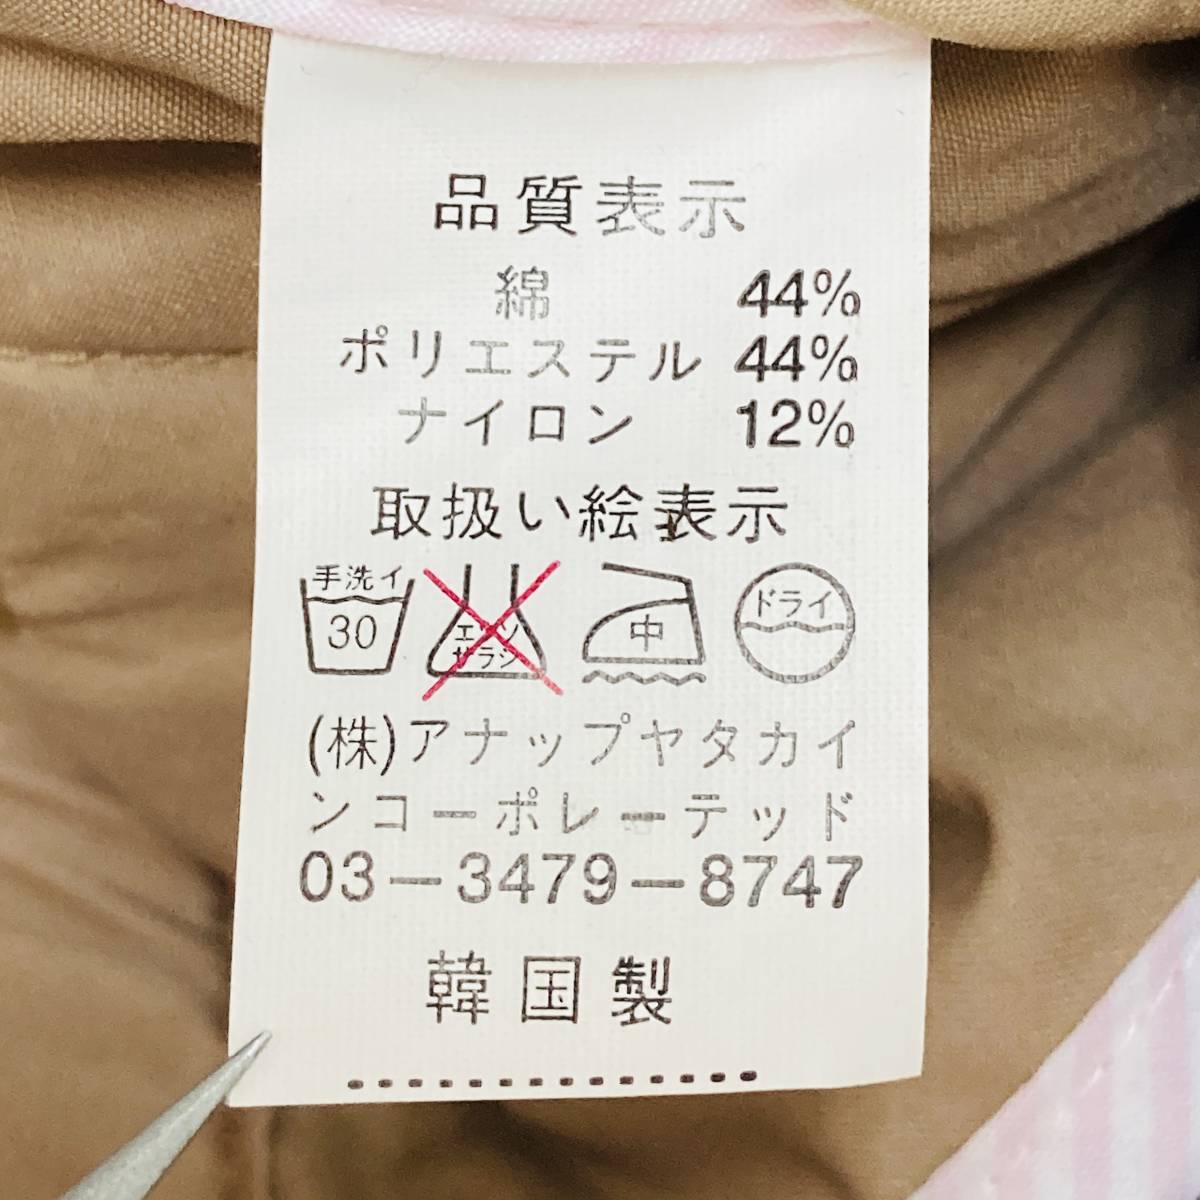 品質表示
綿 44%
ポリエステル 44%
ナイロン 12%
取扱い絵表示
手洗イ
30
エンソ
サラシ
中
ドライ
(株)アナップヤタカイ
ンコーポレーテッド
03-3479-8747
韓国製